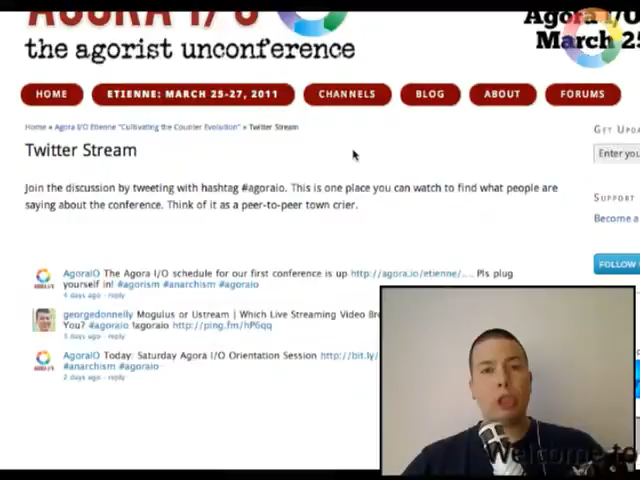 AGORA I/O
the agorist unconference
Agora I/O
March 25
HOME
ETIENNE: MARCH 25-27, 2011
CHANNELS
BLOG
ABOUT
FORUMS
Home » Agora I/O Etienne "Cultivating the Counter Evolution" » Twitter Stream
Twitter Stream
Get Upda
Enter you
Join the discussion by tweeting with hashtag #agoraio. This is one place you can watch to find what people are
saying about the conference. Think of it as a peer-to-peer town crier.
Support
Become a
FOLLOW
AgoraIO The Agora I/O schedule for our first conference is up http://agora.io/etienne/... Pls plug
yourself in! #agorism #anarchism #agoraio
4 days ago · reply
georgedonnelly Mogulus or Ustream | Which Live Streaming Video Bro
You? #agoraio !agoraio http://ping.fm/hP6qq
3 days ago · reply
AgoraIO Today: Saturday Agora I/O Orientation Session http://bit.ly/
#anarchism #agoraio
2 days ago · reply
Welcome to